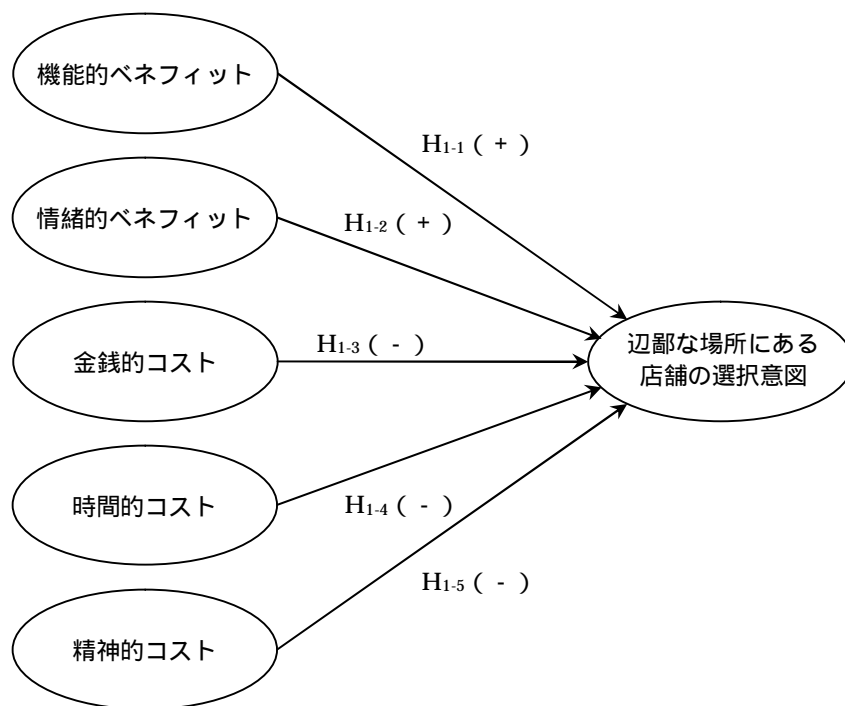 機能的ベネフィット
H1-1 ( + )
情緒的ベネフィット
H1-2 ( + )
金銭的コスト
H1-3 ( - )
辺鄙な場所にある
店舗の選択意図
時間的コスト
H1-4 ( - )
H1-5 ( - )
精神的コスト